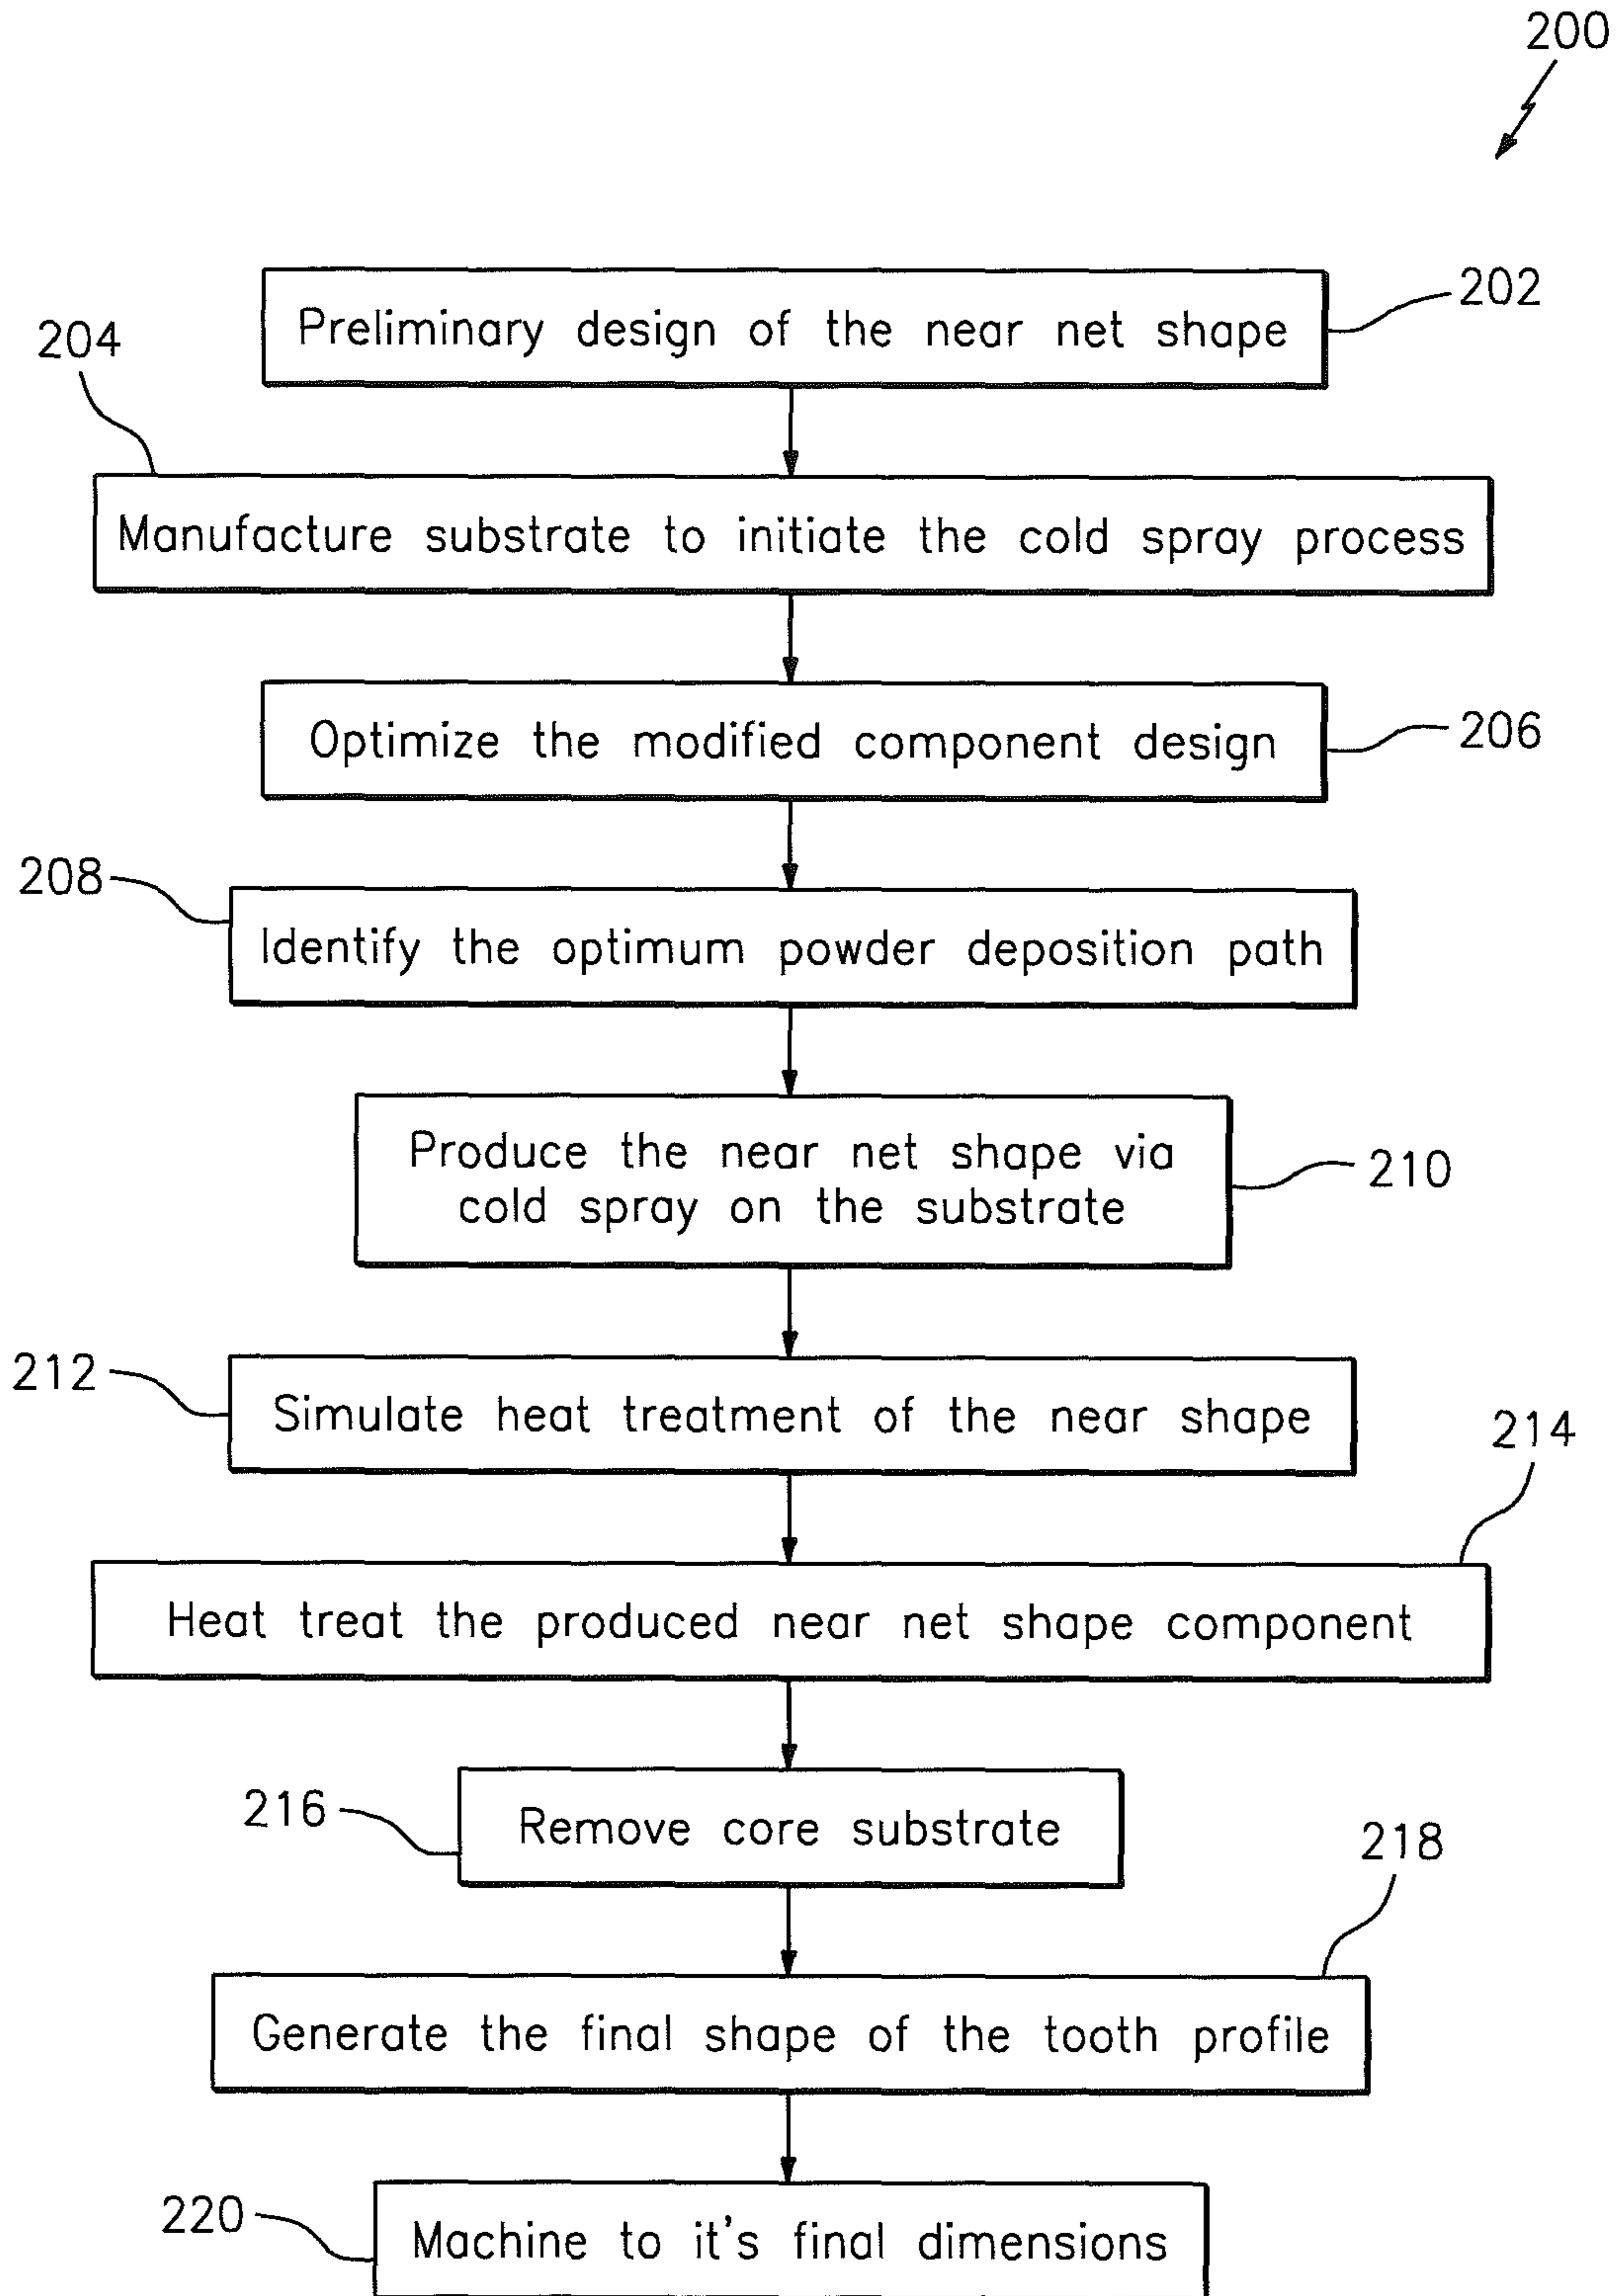 200
Preliminary design of the near net shape
202
204
Manufacture substrate to initiate the cold spray process
Optimize the modified component design
206
208
Identify the optimum powder deposition path
Produce the near net shape via
cold spray on the substrate
210
212
Simulate heat treatment of the near shape
214
Heat treat the produced near net shape component
216
Remove core substrate
218
Generate the final shape of the tooth profile
220
Machine to it's final dimensions